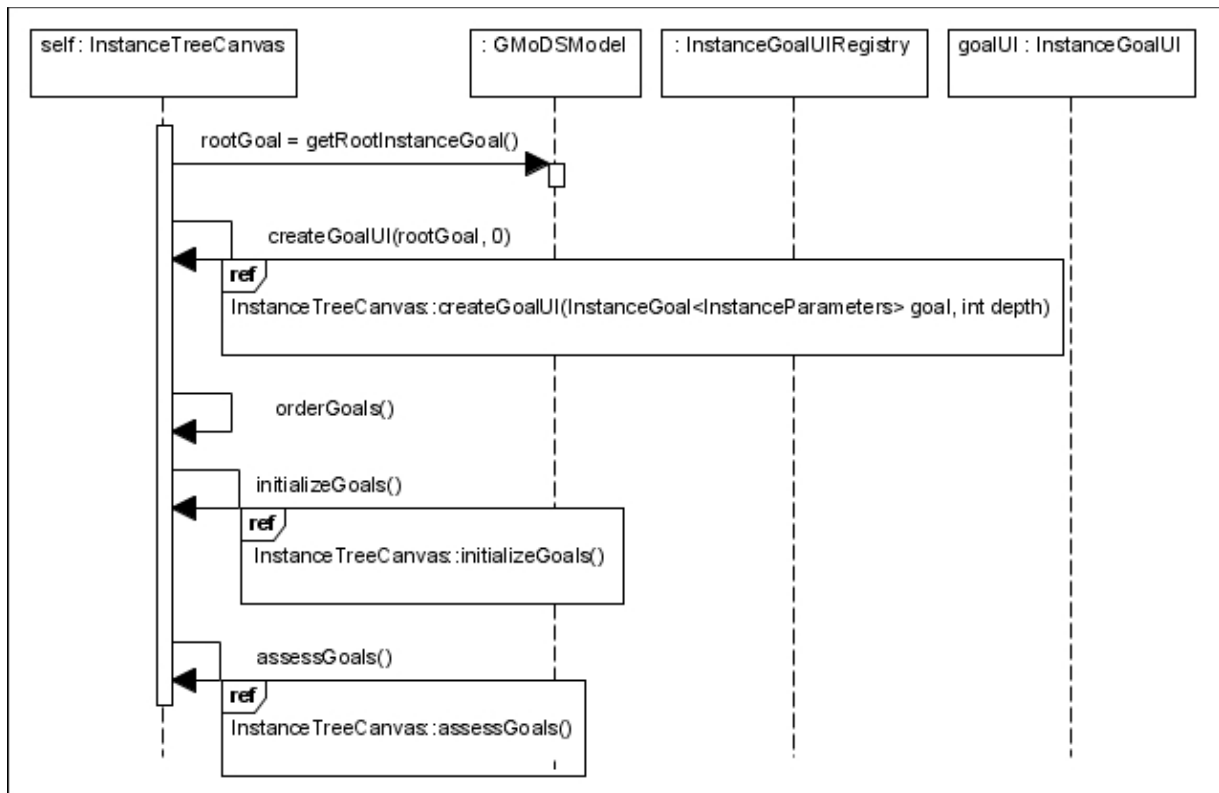 self : InstanceTreeCanvas
: GMoDSModel
: InstanceGoalUIRegistry
goalUI : InstanceGoalUI
rootGoal = getRootInstanceGoal()
createGoalUI(rootGoal, 0)
ref
InstanceTreeCanvas::createGoalUI(InstanceGoal<InstanceParameters> goal, int depth)
orderGoals()
initializeGoals()
ref
InstanceTreeCanvas::initializeGoals()
assessGoals()
ref
InstanceTreeCanvas::assessGoals()